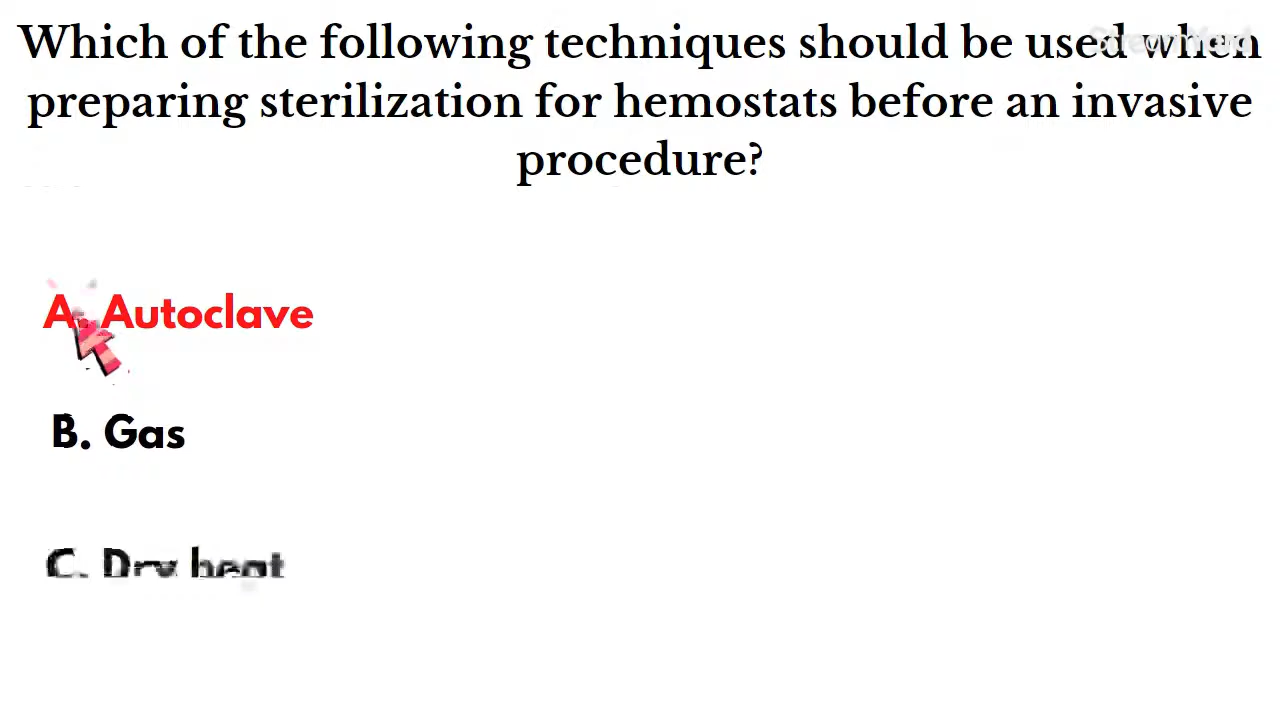 Which of the following techniques should be used when
preparing sterilization for hemostats before an invasive
procedure?
A. Autoclave
B. Gas
C. Dry heat
StreamYard